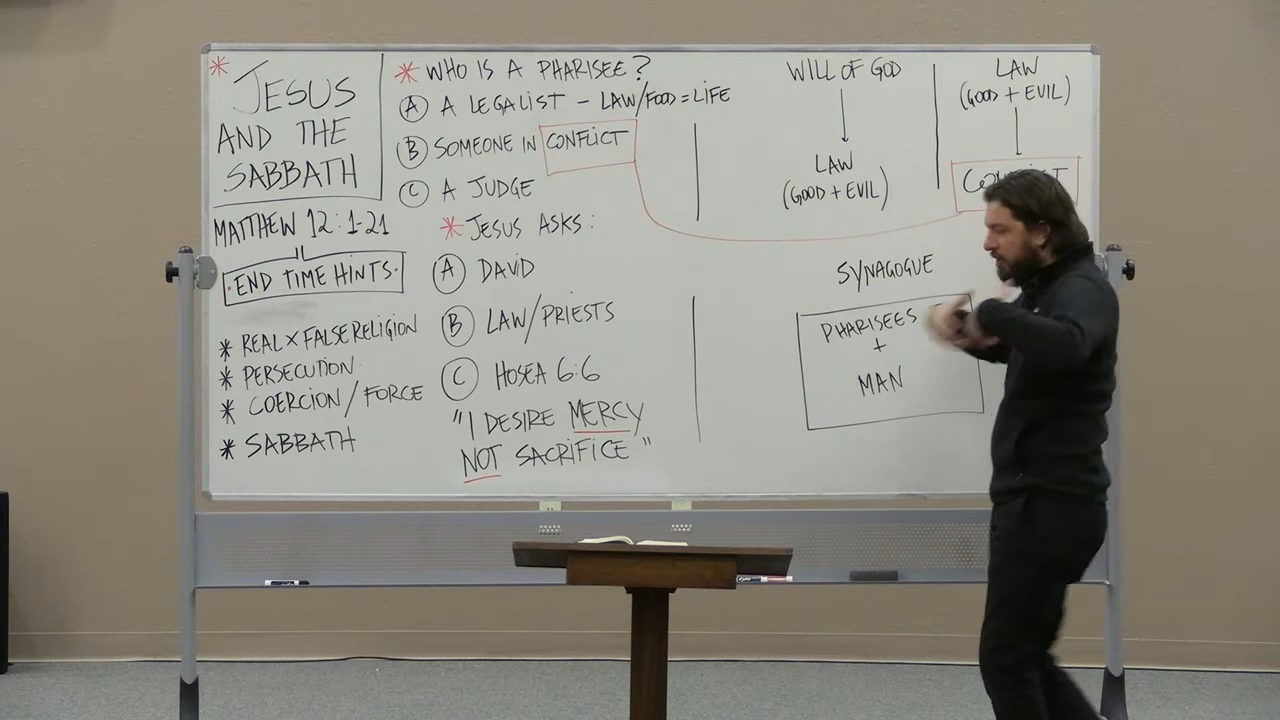 * JESUS
AND THE
SABBATH
MATTHEW 12:1-21
END TIME HINTS.
* REAL X FALSE RELIGION
* PERSECUTION
* COERCION/FORCE
* SABBATH
* WHO IS A PHARISEE?
A A LEGALIST - LAW/FOOD = LIFE
B SOMEONE IN CONFLICT
C A JUDGE
* JESUS ASKS:
A DAVID
B LAW/PRIESTS
C HOSEA 6:6
"I DESIRE MERCY
NOT SACRIFICE"
WILL OF GOD
LAW
(GOOD + EVIL)
LAW
(GOOD + EVIL)
SYNAGOGUE
PHARISEES
+
MAN